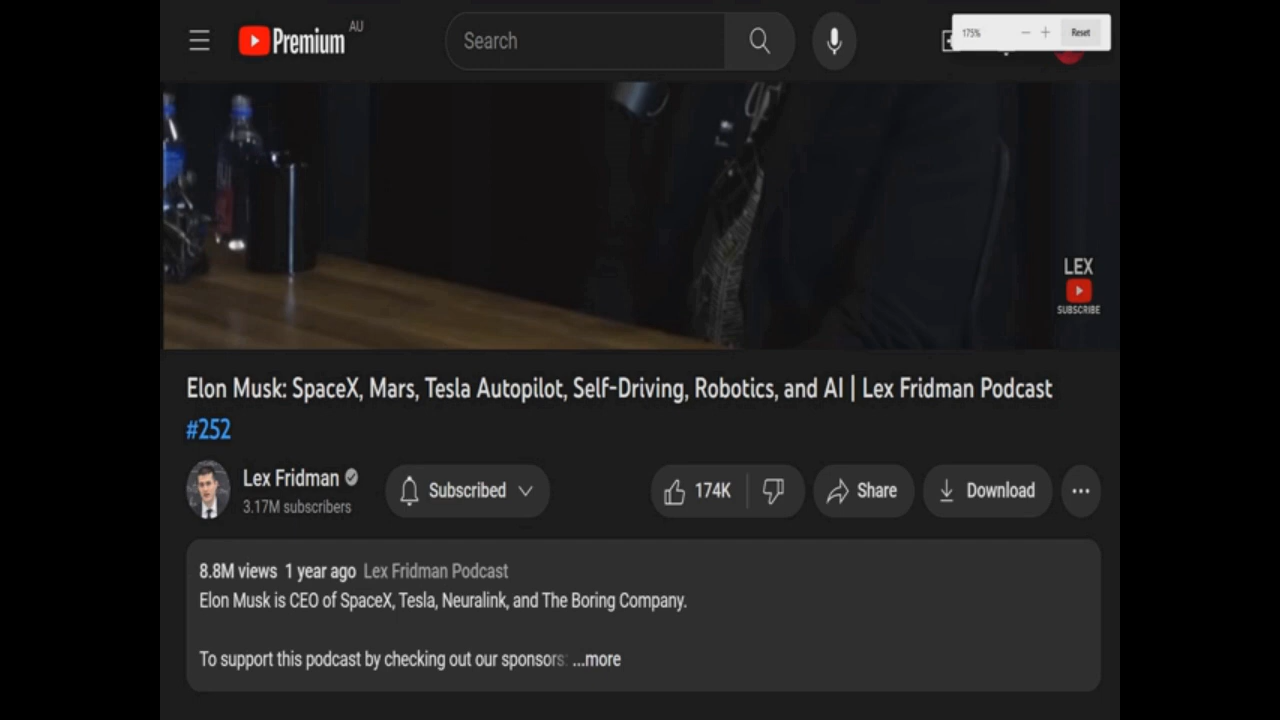 Premium AU
Search
175% − + Reset
LEX
SUBSCRIBE
Elon Musk: SpaceX, Mars, Tesla Autopilot, Self-Driving, Robotics, and AI | Lex Fridman Podcast
#252
Lex Fridman
3.17M subscribers
Subscribed
174K
Share
Download
8.8M views 1 year ago Lex Fridman Podcast
Elon Musk is CEO of SpaceX, Tesla, Neuralink, and The Boring Company.
To support this podcast by checking out our sponsors: ...more